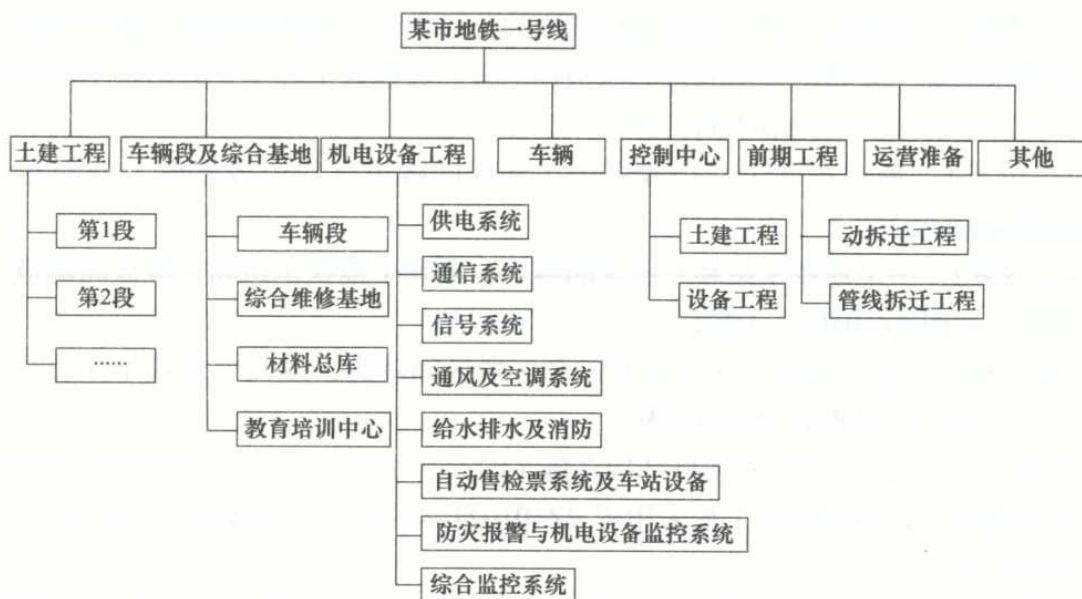 某市地铁一号线
土建工程
车辆段及综合基地
机电设备工程
车辆
控制中心
前期工程
运营准备
其他
第1段
第2段
……
车辆段
综合维修基地
材料总库
教育培训中心
供电系统
通信系统
信号系统
通风及空调系统
给水排水及消防
自动售检票系统及车站设备
防灾报警与机电设备监控系统
综合监控系统
土建工程
设备工程
动拆迁工程
管线拆迁工程